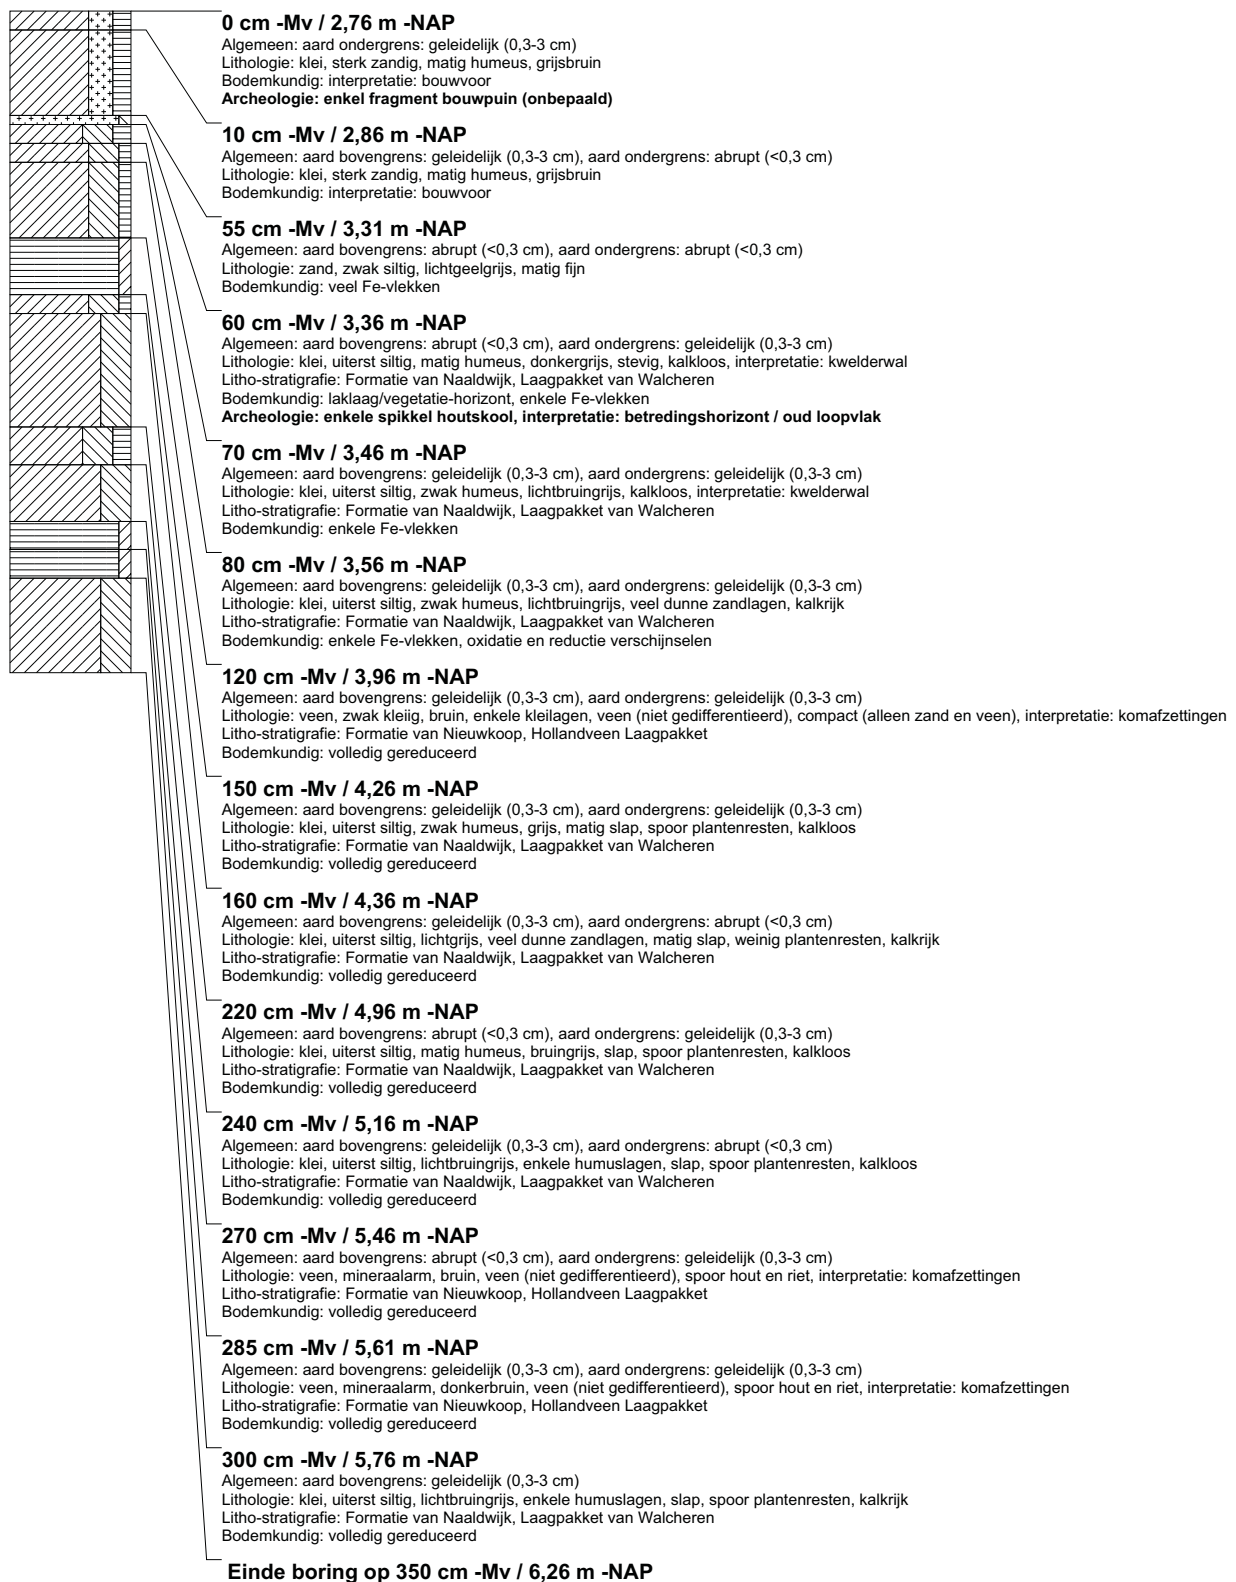 0 cm -Mv / 2,76 m -NAP
Algemeen: aard ondergrens: geleidelijk (0,3-3 cm)
Lithologie: klei, sterk zandig, matig humeus, grijsbruin
Bodemkundig: interpretatie: bouwvoor
Archeologie: enkel fragment bouwpuin (onbepaald)
10 cm -Mv / 2,86 m -NAP
Algemeen: aard bovengrens: geleidelijk (0,3-3 cm), aard ondergrens: abrupt (<0,3 cm)
Lithologie: klei, sterk zandig, matig humeus, grijsbruin
Bodemkundig: interpretatie: bouwvoor
55 cm -Mv / 3,31 m -NAP
Algemeen: aard bovengrens: abrupt (<0,3 cm), aard ondergrens: abrupt (<0,3 cm)
Lithologie: zand, zwak siltig, lichtgeelgrijs, matig fijn
Bodemkundig: veel Fe-vlekken
60 cm -Mv / 3,36 m -NAP
Algemeen: aard bovengrens: abrupt (<0,3 cm), aard ondergrens: geleidelijk (0,3-3 cm)
Lithologie: klei, uiterst siltig, matig humeus, donkergrijs, stevig, kalkloos, interpretatie: kwelderwal
Litho-stratigrafie: Formatie van Naaldwijk, Laagpakket van Walcheren
Bodemkundig: laklaag/vegetatie-horizont, enkele Fe-vlekken
Archeologie: enkele spikkel houtskool, interpretatie: betredingshorizont / oud loopvlak
70 cm -Mv / 3,46 m -NAP
Algemeen: aard bovengrens: geleidelijk (0,3-3 cm), aard ondergrens: geleidelijk (0,3-3 cm)
Lithologie: klei, uiterst siltig, zwak humeus, lichtbruingrijs, kalkloos, interpretatie: kwelderwal
Litho-stratigrafie: Formatie van Naaldwijk, Laagpakket van Walcheren
Bodemkundig: enkele Fe-vlekken
80 cm -Mv / 3,56 m -NAP
Algemeen: aard bovengrens: geleidelijk (0,3-3 cm), aard ondergrens: geleidelijk (0,3-3 cm)
Lithologie: klei, uiterst siltig, zwak humeus, lichtbruingrijs, veel dunne zandlagen, kalkrijk
Litho-stratigrafie: Formatie van Naaldwijk, Laagpakket van Walcheren
Bodemkundig: enkele Fe-vlekken, oxidatie en reductie verschijnselen
120 cm -Mv / 3,96 m -NAP
Algemeen: aard bovengrens: geleidelijk (0,3-3 cm), aard ondergrens: geleidelijk (0,3-3 cm)
Lithologie: veen, zwak kleiig, bruin, enkele kleilagen, veen (niet gedifferentieerd), compact (alleen zand en veen), interpretatie: komafzettingen
Litho-stratigrafie: Formatie van Nieuwkoop, Hollandveen Laagpakket
Bodemkundig: volledig gereduceerd
150 cm -Mv / 4,26 m -NAP
Algemeen: aard bovengrens: geleidelijk (0,3-3 cm), aard ondergrens: geleidelijk (0,3-3 cm)
Lithologie: klei, uiterst siltig, zwak humeus, grijs, matig slap, spoor plantenresten, kalkloos
Litho-stratigrafie: Formatie van Naaldwijk, Laagpakket van Walcheren
Bodemkundig: volledig gereduceerd
160 cm -Mv / 4,36 m -NAP
Algemeen: aard bovengrens: geleidelijk (0,3-3 cm), aard ondergrens: abrupt (<0,3 cm)
Lithologie: klei, uiterst siltig, lichtgrijs, veel dunne zandlagen, matig slap, weinig plantenresten, kalkrijk
Litho-stratigrafie: Formatie van Naaldwijk, Laagpakket van Walcheren
Bodemkundig: volledig gereduceerd
220 cm -Mv / 4,96 m -NAP
Algemeen: aard bovengrens: abrupt (<0,3 cm), aard ondergrens: geleidelijk (0,3-3 cm)
Lithologie: klei, uiterst siltig, matig humeus, bruingrijs, slap, spoor plantenresten, kalkloos
Litho-stratigrafie: Formatie van Naaldwijk, Laagpakket van Walcheren
Bodemkundig: volledig gereduceerd
240 cm -Mv / 5,16 m -NAP
Algemeen: aard bovengrens: geleidelijk (0,3-3 cm), aard ondergrens: abrupt (<0,3 cm)
Lithologie: klei, uiterst siltig, lichtbruingrijs, enkele humuslagen, slap, spoor plantenresten, kalkloos
Litho-stratigrafie: Formatie van Naaldwijk, Laagpakket van Walcheren
Bodemkundig: volledig gereduceerd
270 cm -Mv / 5,46 m -NAP
Algemeen: aard bovengrens: abrupt (<0,3 cm), aard ondergrens: geleidelijk (0,3-3 cm)
Lithologie: veen, mineraalarm, bruin, veen (niet gedifferentieerd), spoor hout en riet, interpretatie: komafzettingen
Litho-stratigrafie: Formatie van Nieuwkoop, Hollandveen Laagpakket
Bodemkundig: volledig gereduceerd
285 cm -Mv / 5,61 m -NAP
Algemeen: aard bovengrens: geleidelijk (0,3-3 cm), aard ondergrens: geleidelijk (0,3-3 cm)
Lithologie: veen, mineraalarm, donkerbruin, veen (niet gedifferentieerd), spoor hout en riet, interpretatie: komafzettingen
Litho-stratigrafie: Formatie van Nieuwkoop, Hollandveen Laagpakket
Bodemkundig: volledig gereduceerd
300 cm -Mv / 5,76 m -NAP
Algemeen: aard bovengrens: geleidelijk (0,3-3 cm)
Lithologie: klei, uiterst siltig, lichtbruingrijs, enkele humuslagen, slap, spoor plantenresten, kalkrijk
Litho-stratigrafie: Formatie van Naaldwijk, Laagpakket van Walcheren
Bodemkundig: volledig gereduceerd
Einde boring op 350 cm -Mv / 6,26 m -NAP